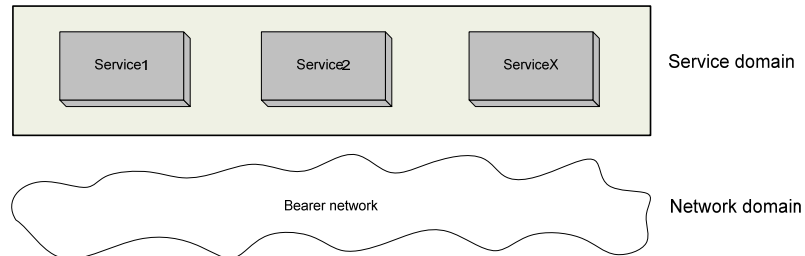 Service1
Service2
ServiceX
Service domain
Bearer network
Network domain